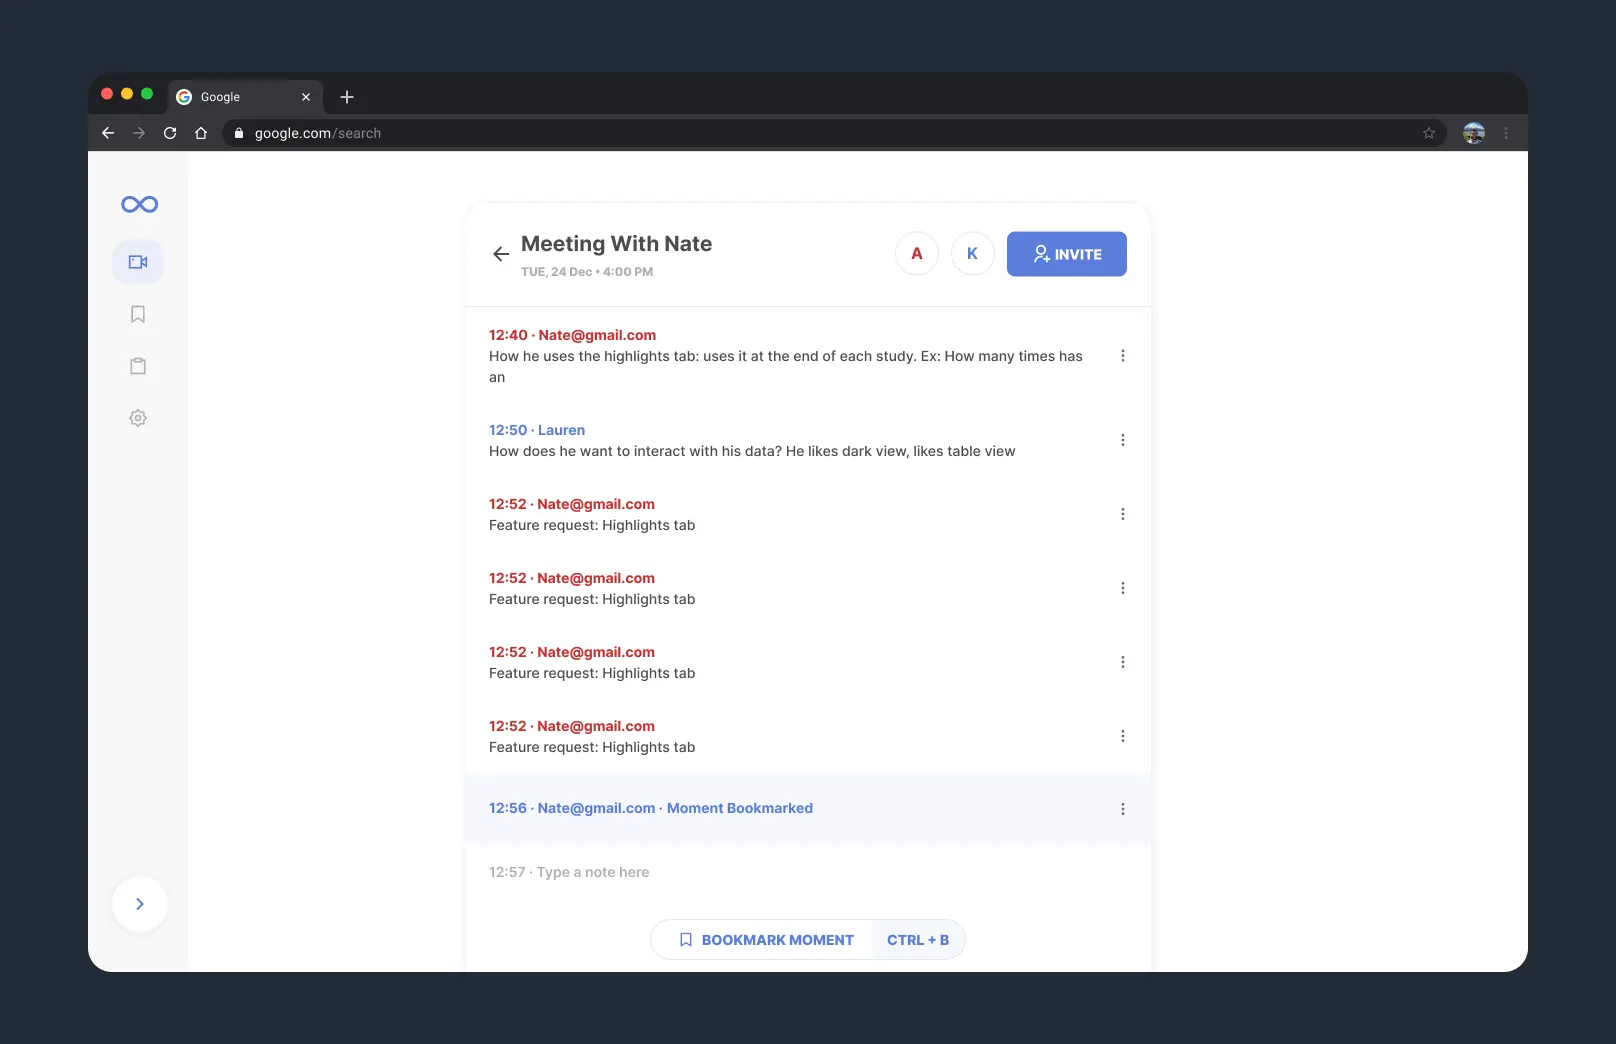 Google
google.com/search
Meeting With Nate
TUE, 24 Dec • 4:00 PM
A
K
INVITE
12:40 · Nate@gmail.com
How he uses the highlights tab: uses it at the end of each study. Ex: How many times has
an
12:50 · Lauren
How does he want to interact with his data? He likes dark view, likes table view
12:52 · Nate@gmail.com
Feature request: Highlights tab
12:52 · Nate@gmail.com
Feature request: Highlights tab
12:52 · Nate@gmail.com
Feature request: Highlights tab
12:52 · Nate@gmail.com
Feature request: Highlights tab
12:56 · Nate@gmail.com · Moment Bookmarked
12:57 · Type a note here
BOOKMARK MOMENT
CTRL + B